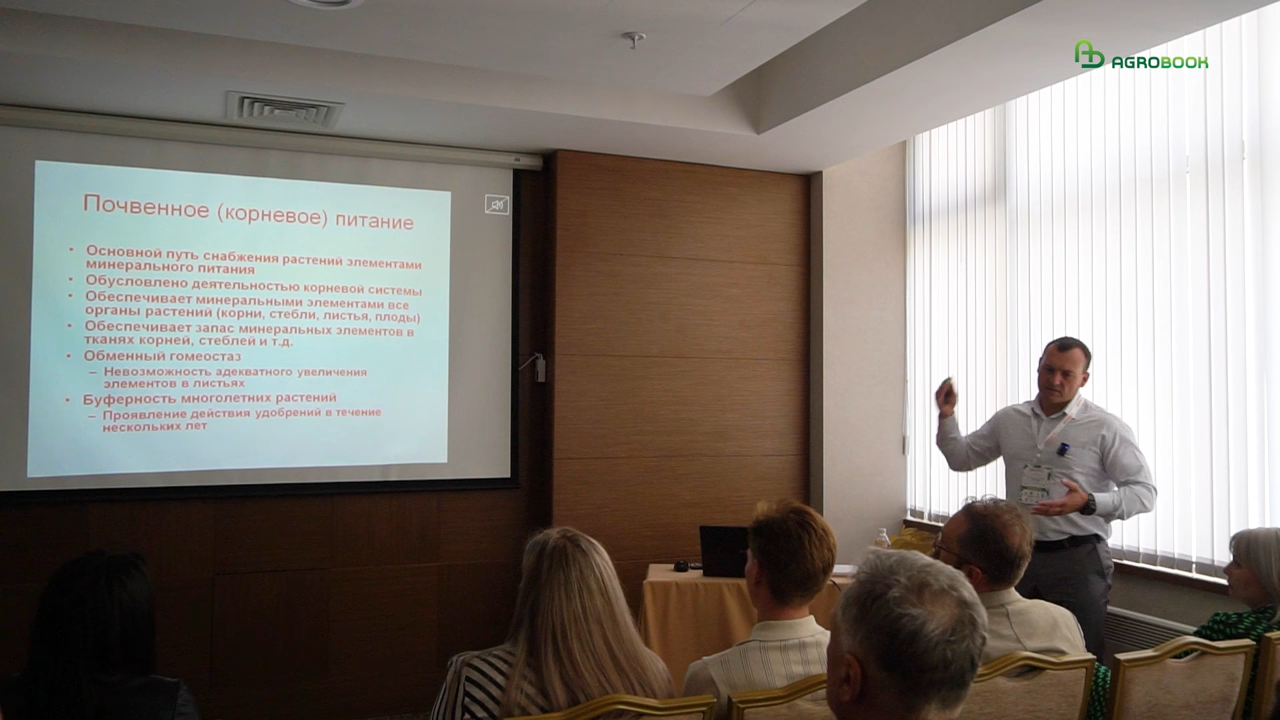 AGROBOOK
Почвенное (корневое) питание
• Основной путь снабжения растений элементами
минерального питания
• Обусловлено деятельностью корневой системы
• Обеспечивает минеральными элементами все
органы растений (корни, стебли, листья, плоды)
• Обеспечивает запас минеральных элементов в
тканях корней, стеблей и т.д.
• Обменный гомеостаз
– Невозможность адекватного увеличения
элементов в листьях
• Буферность многолетних растений
– Проявление действия удобрений в течение
нескольких лет